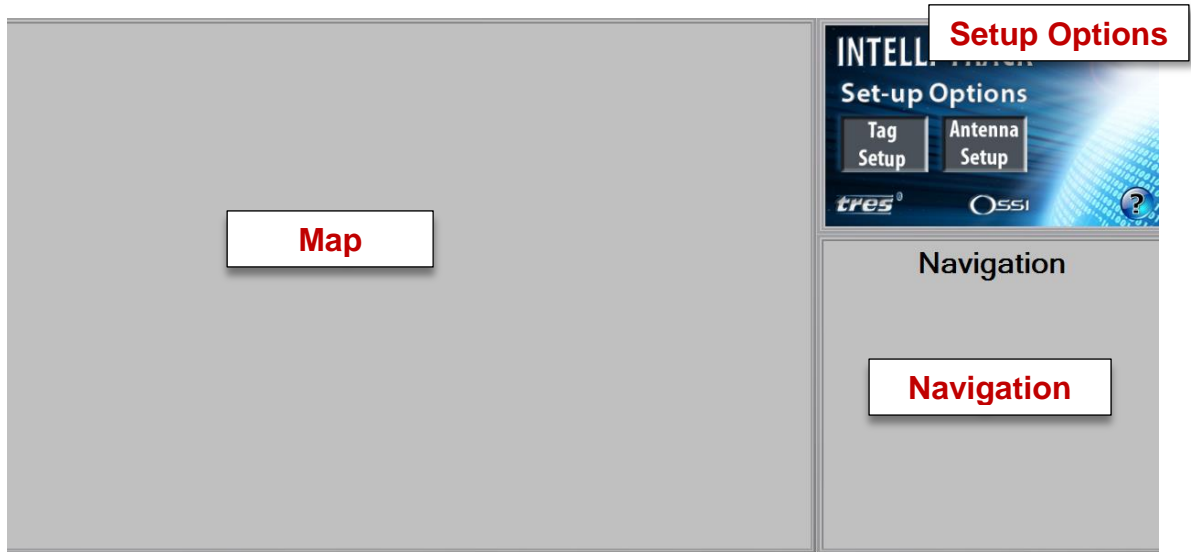 Setup Options
INTELL
Set-up Options
Tag
Setup
Antenna
Setup
tres®
OSSI
?
Map
Navigation
Navigation